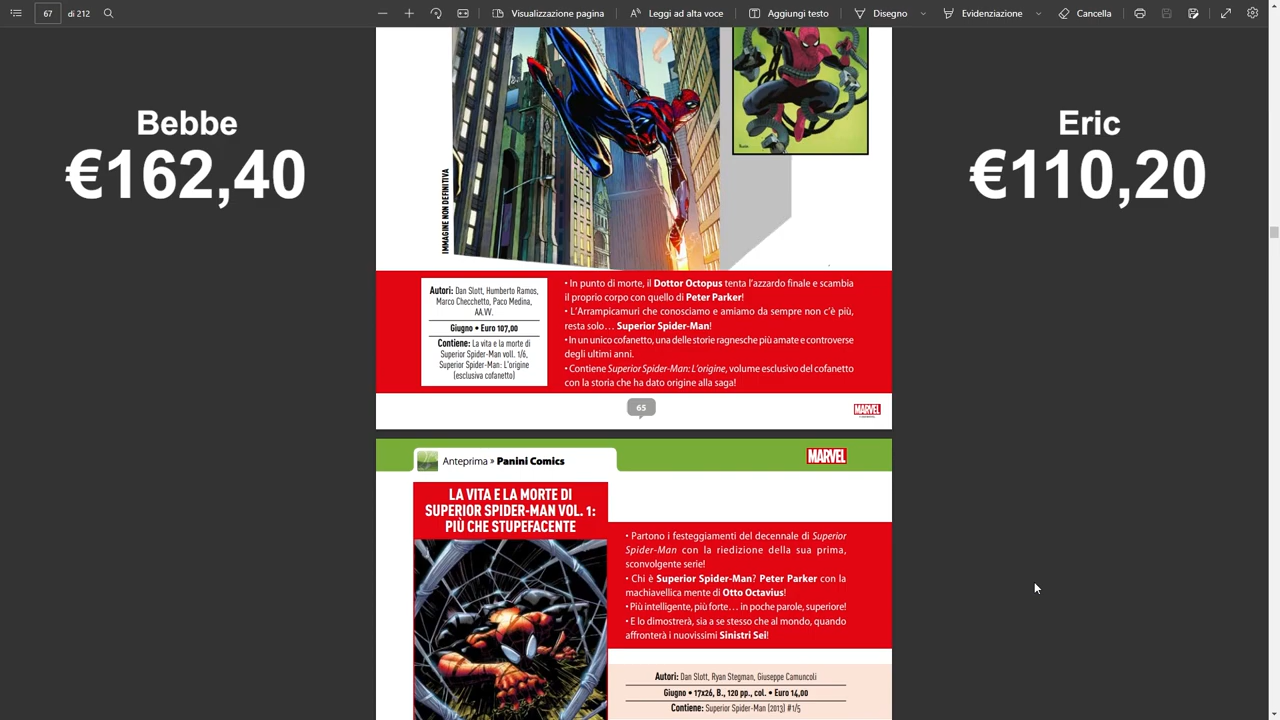 67
di 212
Visualizzazione pagina
Leggi ad alta voce
Aggiungi testo
Disegno
Evidenziazione
Cancella
Bebbe
€162,40
Eric
€110,20
IMMAGINE NON DEFINITIVA
Autori: Dan Slott, Humberto Ramos,
Marco Checchetto, Paco Medina,
AA.VV.
Giugno • Euro 107,00
Contiene: La vita e la morte di
Superior Spider-Man voll. 1/6,
Superior Spider-Man: L'origine
(esclusiva cofanetto)
• In punto di morte, il Dottor Octopus tenta l'azzardo finale e scambia
il proprio corpo con quello di Peter Parker!
• L'Arrampicamuri che conosciamo e amiamo da sempre non c'è più,
resta solo… Superior Spider-Man!
• In un unico cofanetto, una delle storie ragnesche più amate e controverse
degli ultimi anni.
• Contiene Superior Spider-Man: L'origine, volume esclusivo del cofanetto
con la storia che ha dato origine alla saga!
65
MARVEL
Anteprima » Panini Comics
MARVEL
LA VITA E LA MORTE DI
SUPERIOR SPIDER-MAN VOL. 1:
PIÙ CHE STUPEFACENTE
• Partono i festeggiamenti del decennale di Superior
Spider-Man con la riedizione della sua prima,
sconvolgente serie!
• Chi è Superior Spider-Man? Peter Parker con la
machiavellica mente di Otto Octavius!
• Più intelligente, più forte… in poche parole, superiore!
• E lo dimostrerà, sia a se stesso che al mondo, quando
affronterà i nuovissimi Sinistri Sei!
Autori: Dan Slott, Ryan Stegman, Giuseppe Camuncoli
Giugno • 17x26, B., 120 pp., col. • Euro 14,00
Contiene: Superior Spider-Man (2013) #1/5